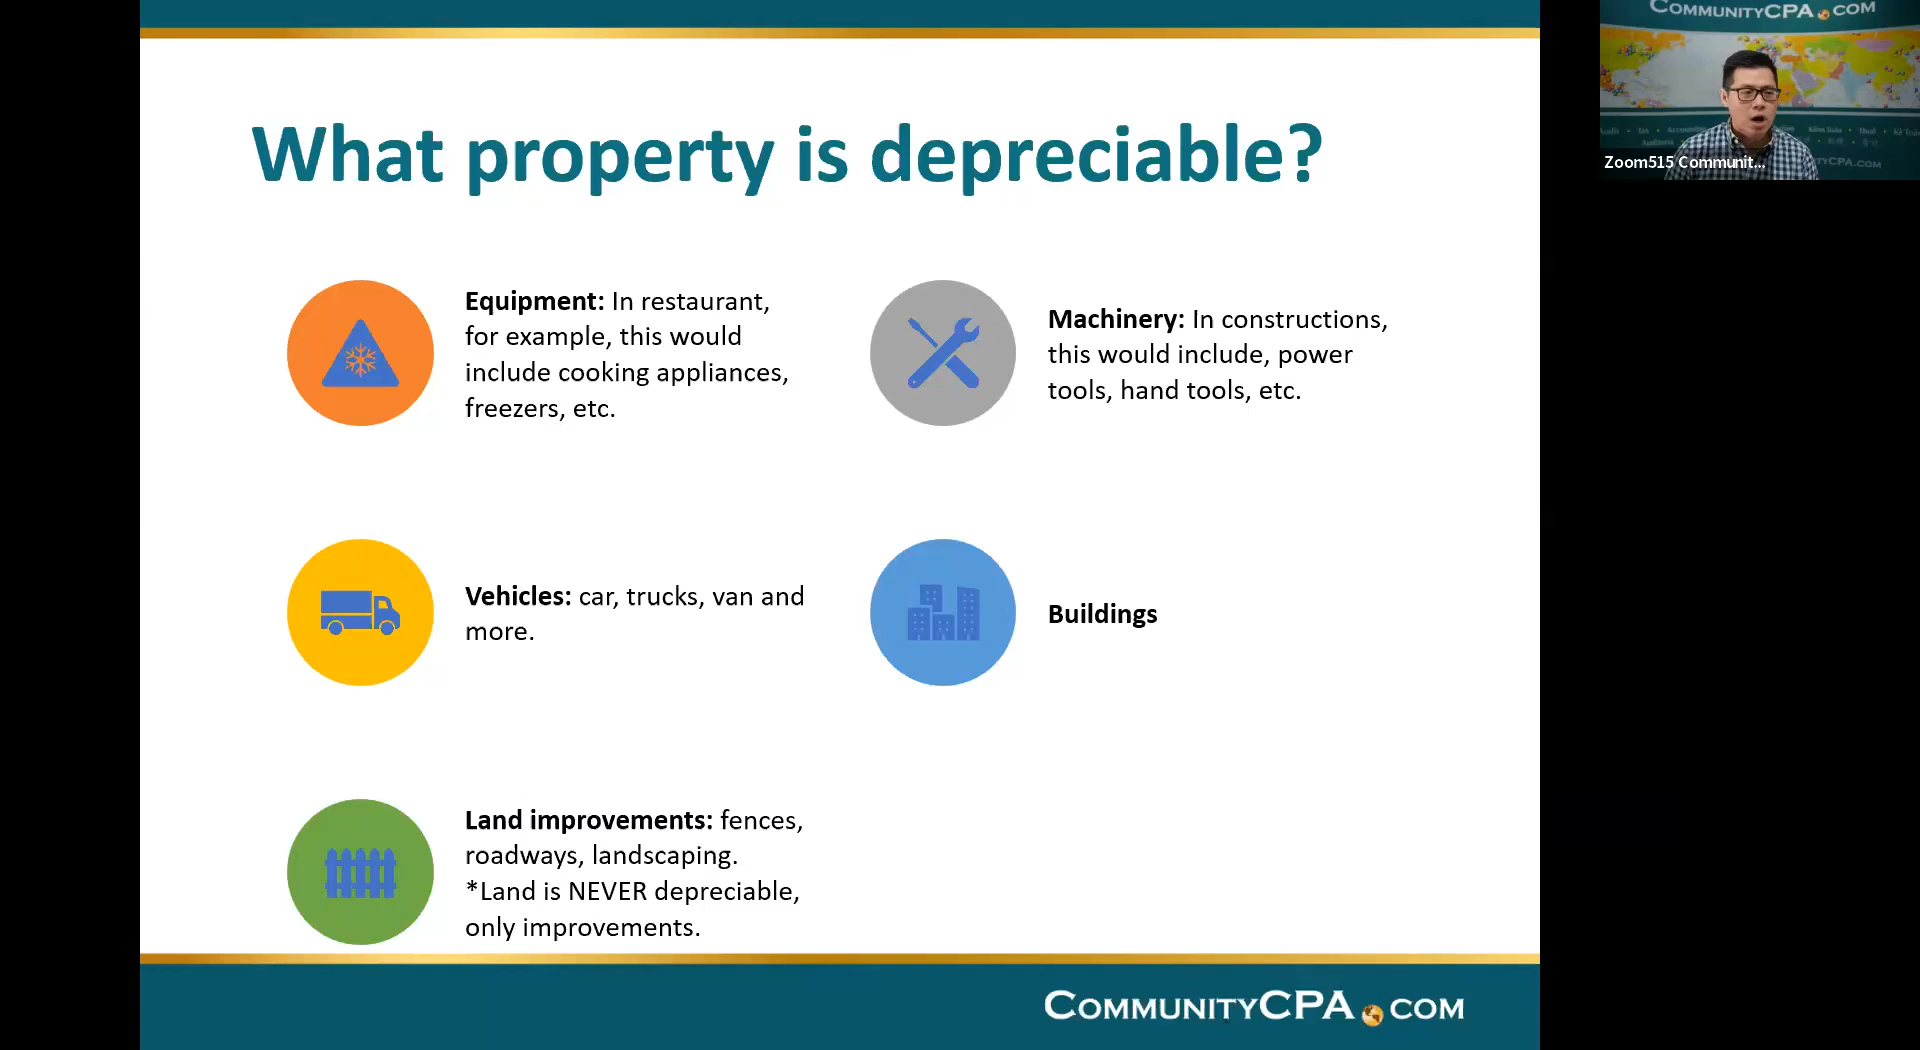 What property is depreciable?
Equipment: In restaurant,
for example, this would
include cooking appliances,
freezers, etc.
Machinery: In constructions,
this would include, power
tools, hand tools, etc.
Vehicles: car, trucks, van and
more.
Buildings
Land improvements: fences,
roadways, landscaping.
*Land is NEVER depreciable,
only improvements.
COMMUNITYCPA.COM
COMMUNITYCPA.COM
Zoom515 Communit...